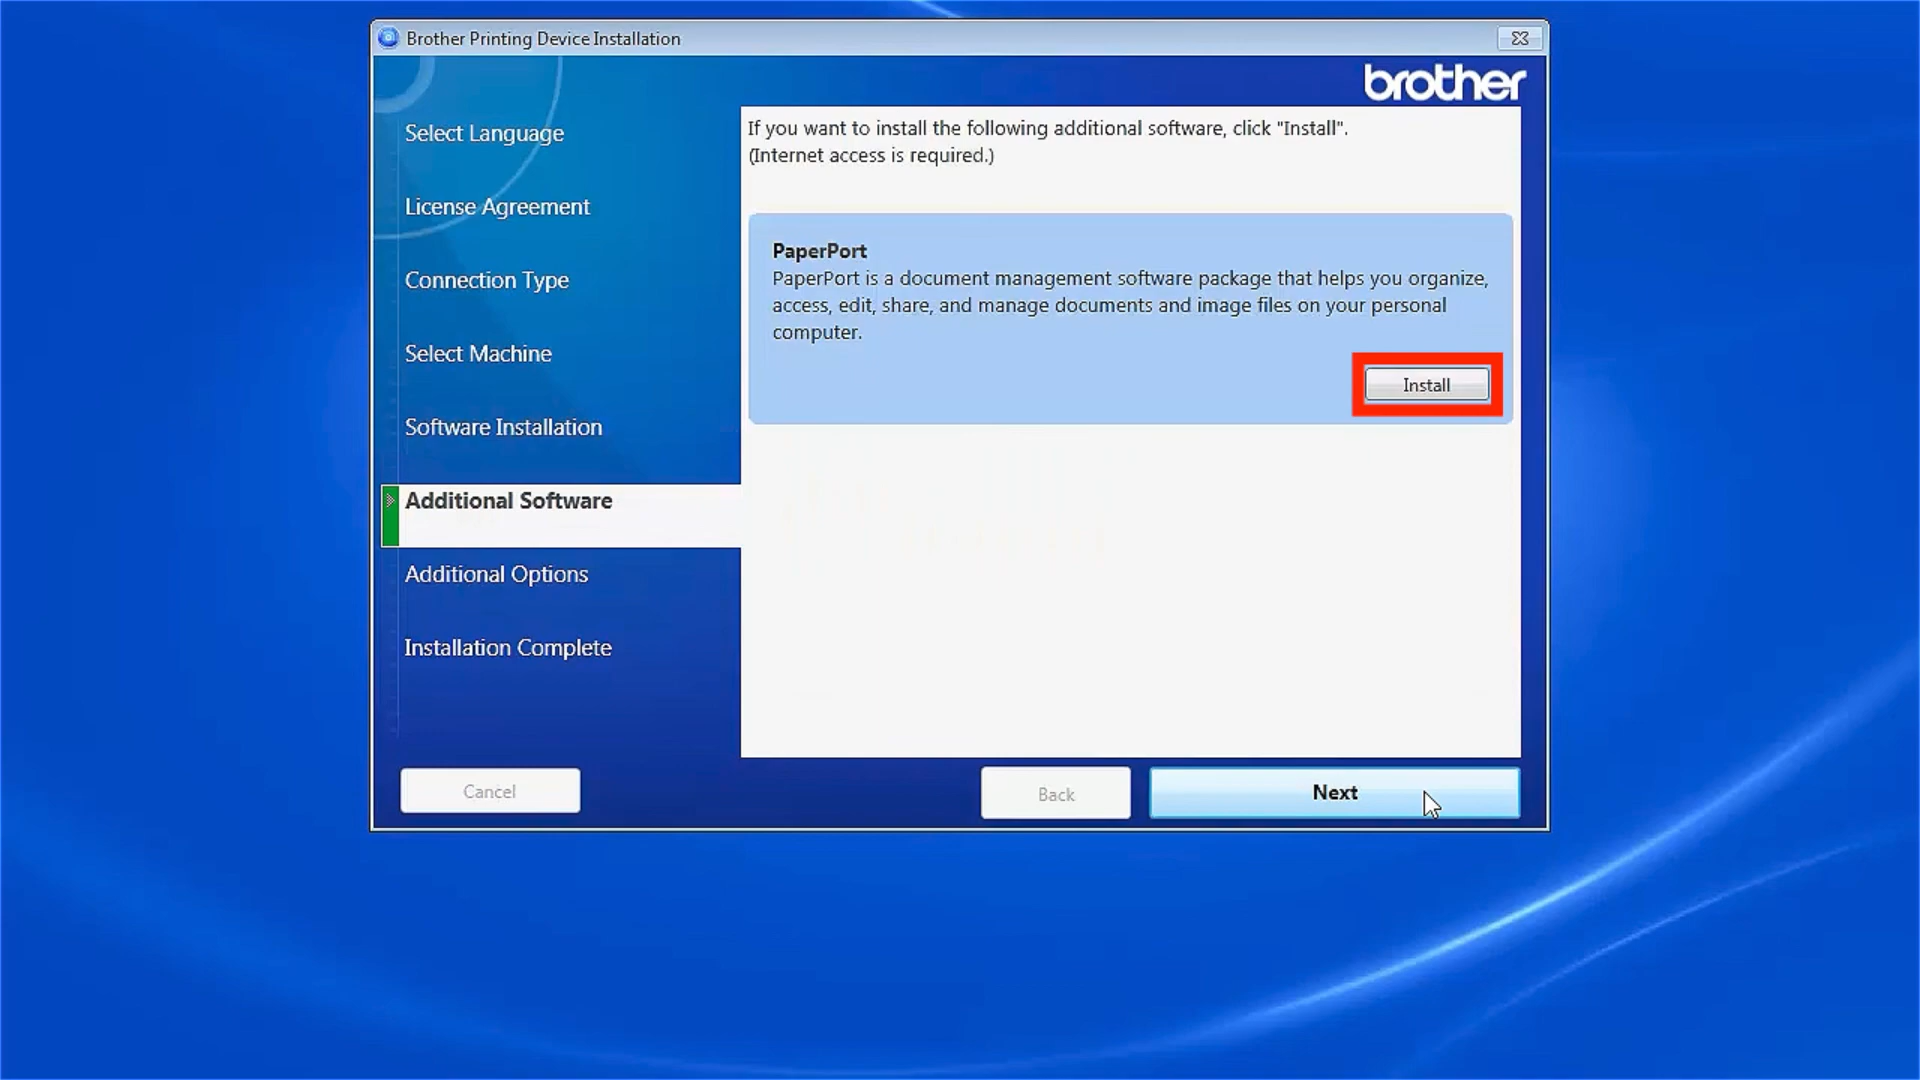 Brother Printing Device Installation
brother
Select Language
License Agreement
Connection Type
Select Machine
Software Installation
Additional Software
Additional Options
Installation Complete
If you want to install the following additional software, click "Install".
(Internet access is required.)
PaperPort
PaperPort is a document management software package that helps you organize,
access, edit, share, and manage documents and image files on your personal
computer.
Install
Cancel
Back
Next